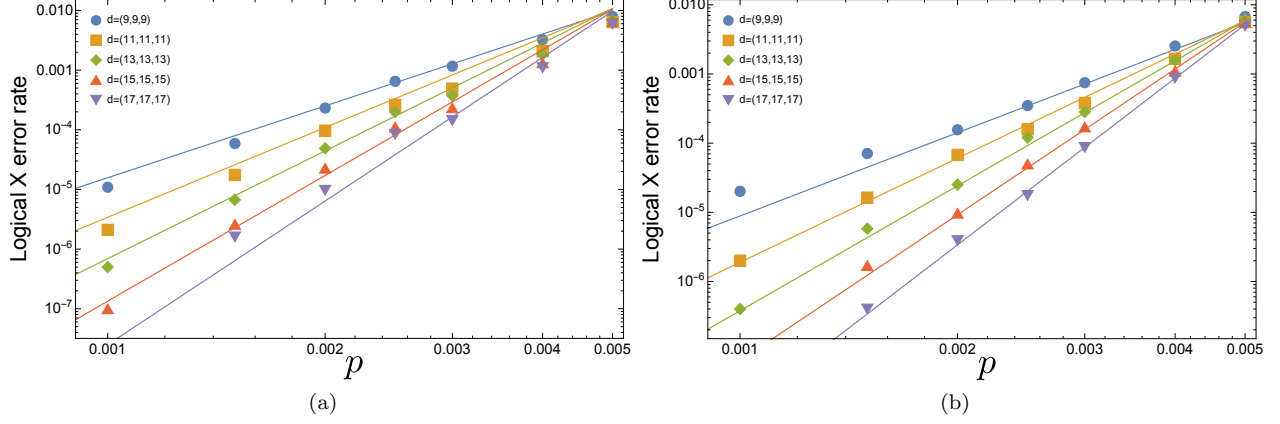 0.010
0.001
10⁻⁴
10⁻⁵
10⁻⁶
10⁻⁷
Logical X error rate
d=(9,9,9)
d=(11,11,11)
d=(13,13,13)
d=(15,15,15)
d=(17,17,17)
0.001
0.002
0.003
0.004
0.005
p
(a)
0.010
0.001
10⁻⁴
10⁻⁵
10⁻⁶
Logical X error rate
d=(9,9,9)
d=(11,11,11)
d=(13,13,13)
d=(15,15,15)
d=(17,17,17)
0.001
0.002
0.003
0.004
0.005
p
(b)